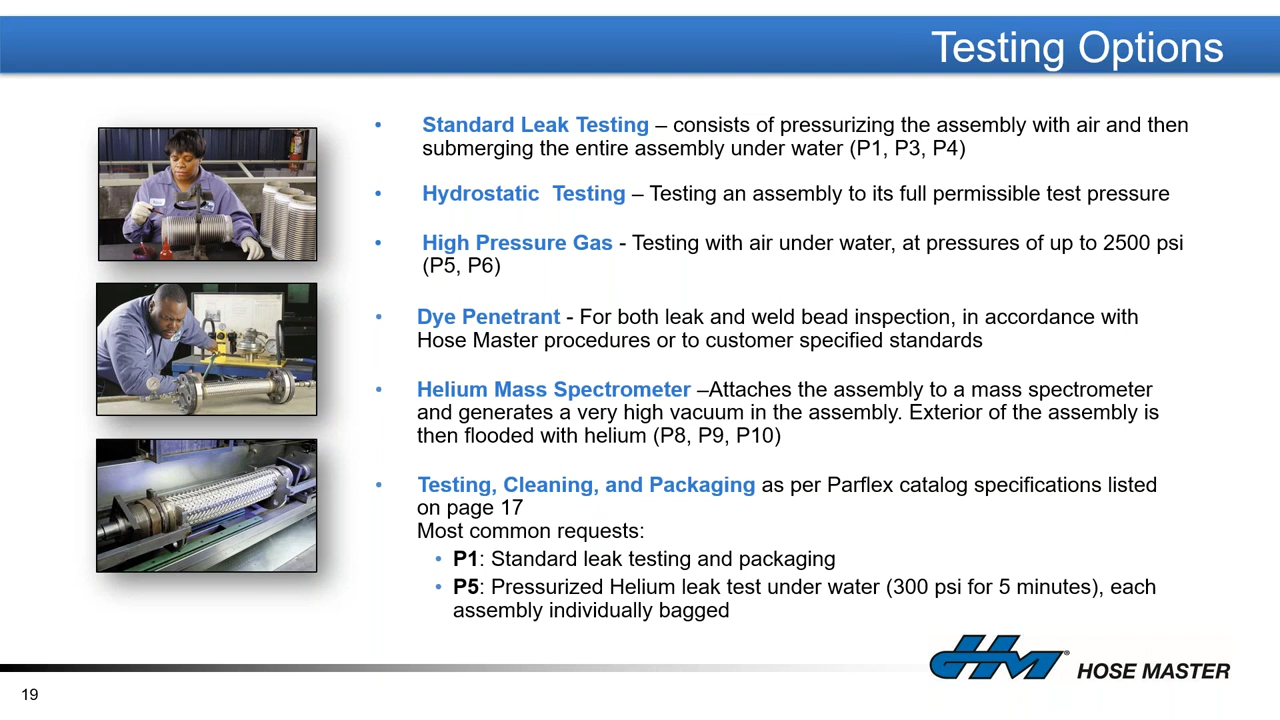 Testing Options
• Standard Leak Testing – consists of pressurizing the assembly with air and then
submerging the entire assembly under water (P1, P3, P4)
• Hydrostatic  Testing – Testing an assembly to its full permissible test pressure
• High Pressure Gas - Testing with air under water, at pressures of up to 2500 psi
(P5, P6)
• Dye Penetrant - For both leak and weld bead inspection, in accordance with
Hose Master procedures or to customer specified standards
• Helium Mass Spectrometer –Attaches the assembly to a mass spectrometer
and generates a very high vacuum in the assembly. Exterior of the assembly is
then flooded with helium (P8, P9, P10)
• Testing, Cleaning, and Packaging as per Parflex catalog specifications listed
on page 17
Most common requests:
• P1: Standard leak testing and packaging
• P5: Pressurized Helium leak test under water (300 psi for 5 minutes), each
assembly individually bagged
HM® HOSE MASTER
19